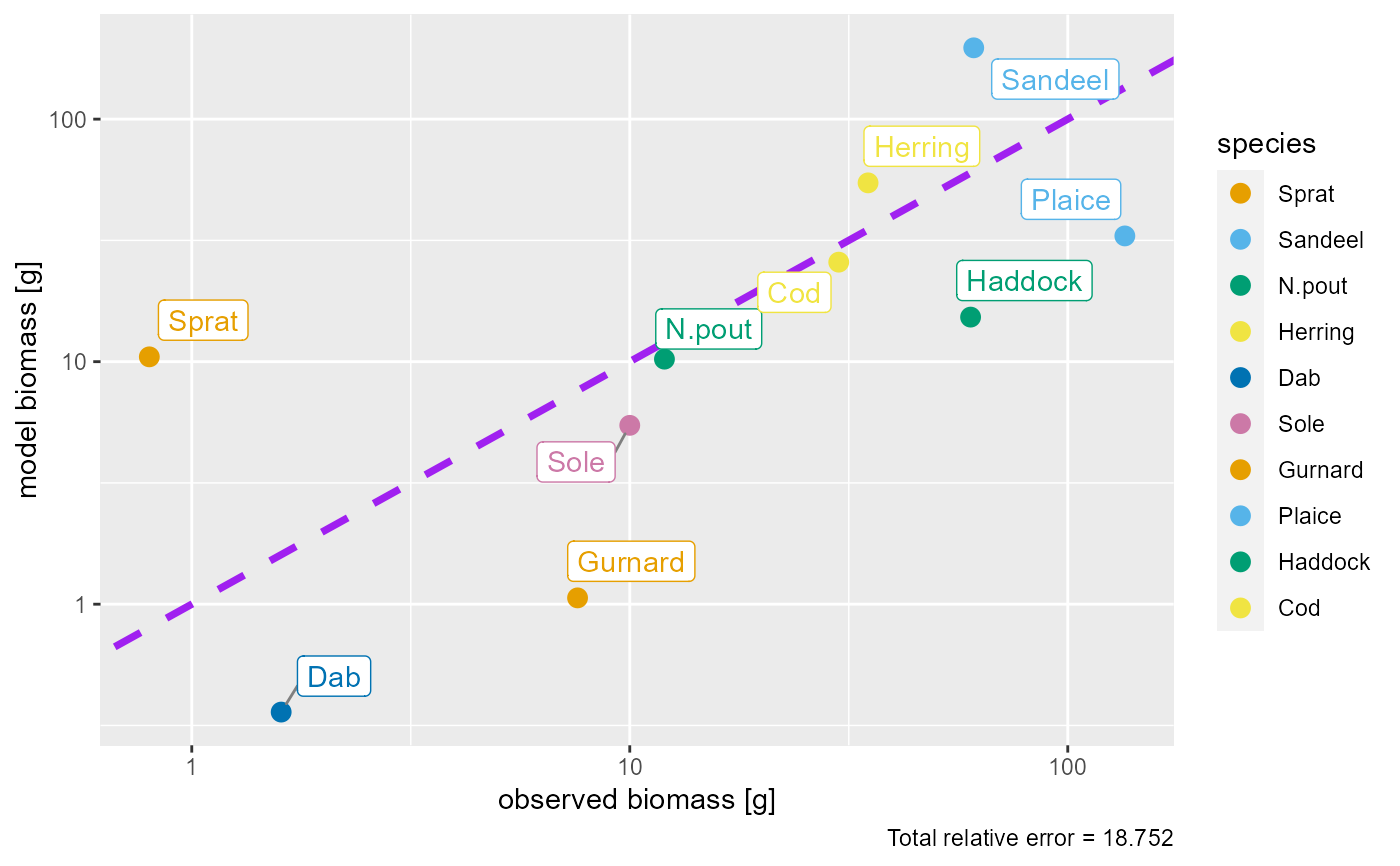 model biomass [g]
100
10
1
Sandeel
Herring
Plaice
Haddock
Cod
Sprat
N.pout
Sole
Gurnard
Dab
1
10
100
observed biomass [g]
Total relative error = 18.752
species
Sprat
Sandeel
N.pout
Herring
Dab
Sole
Gurnard
Plaice
Haddock
Cod